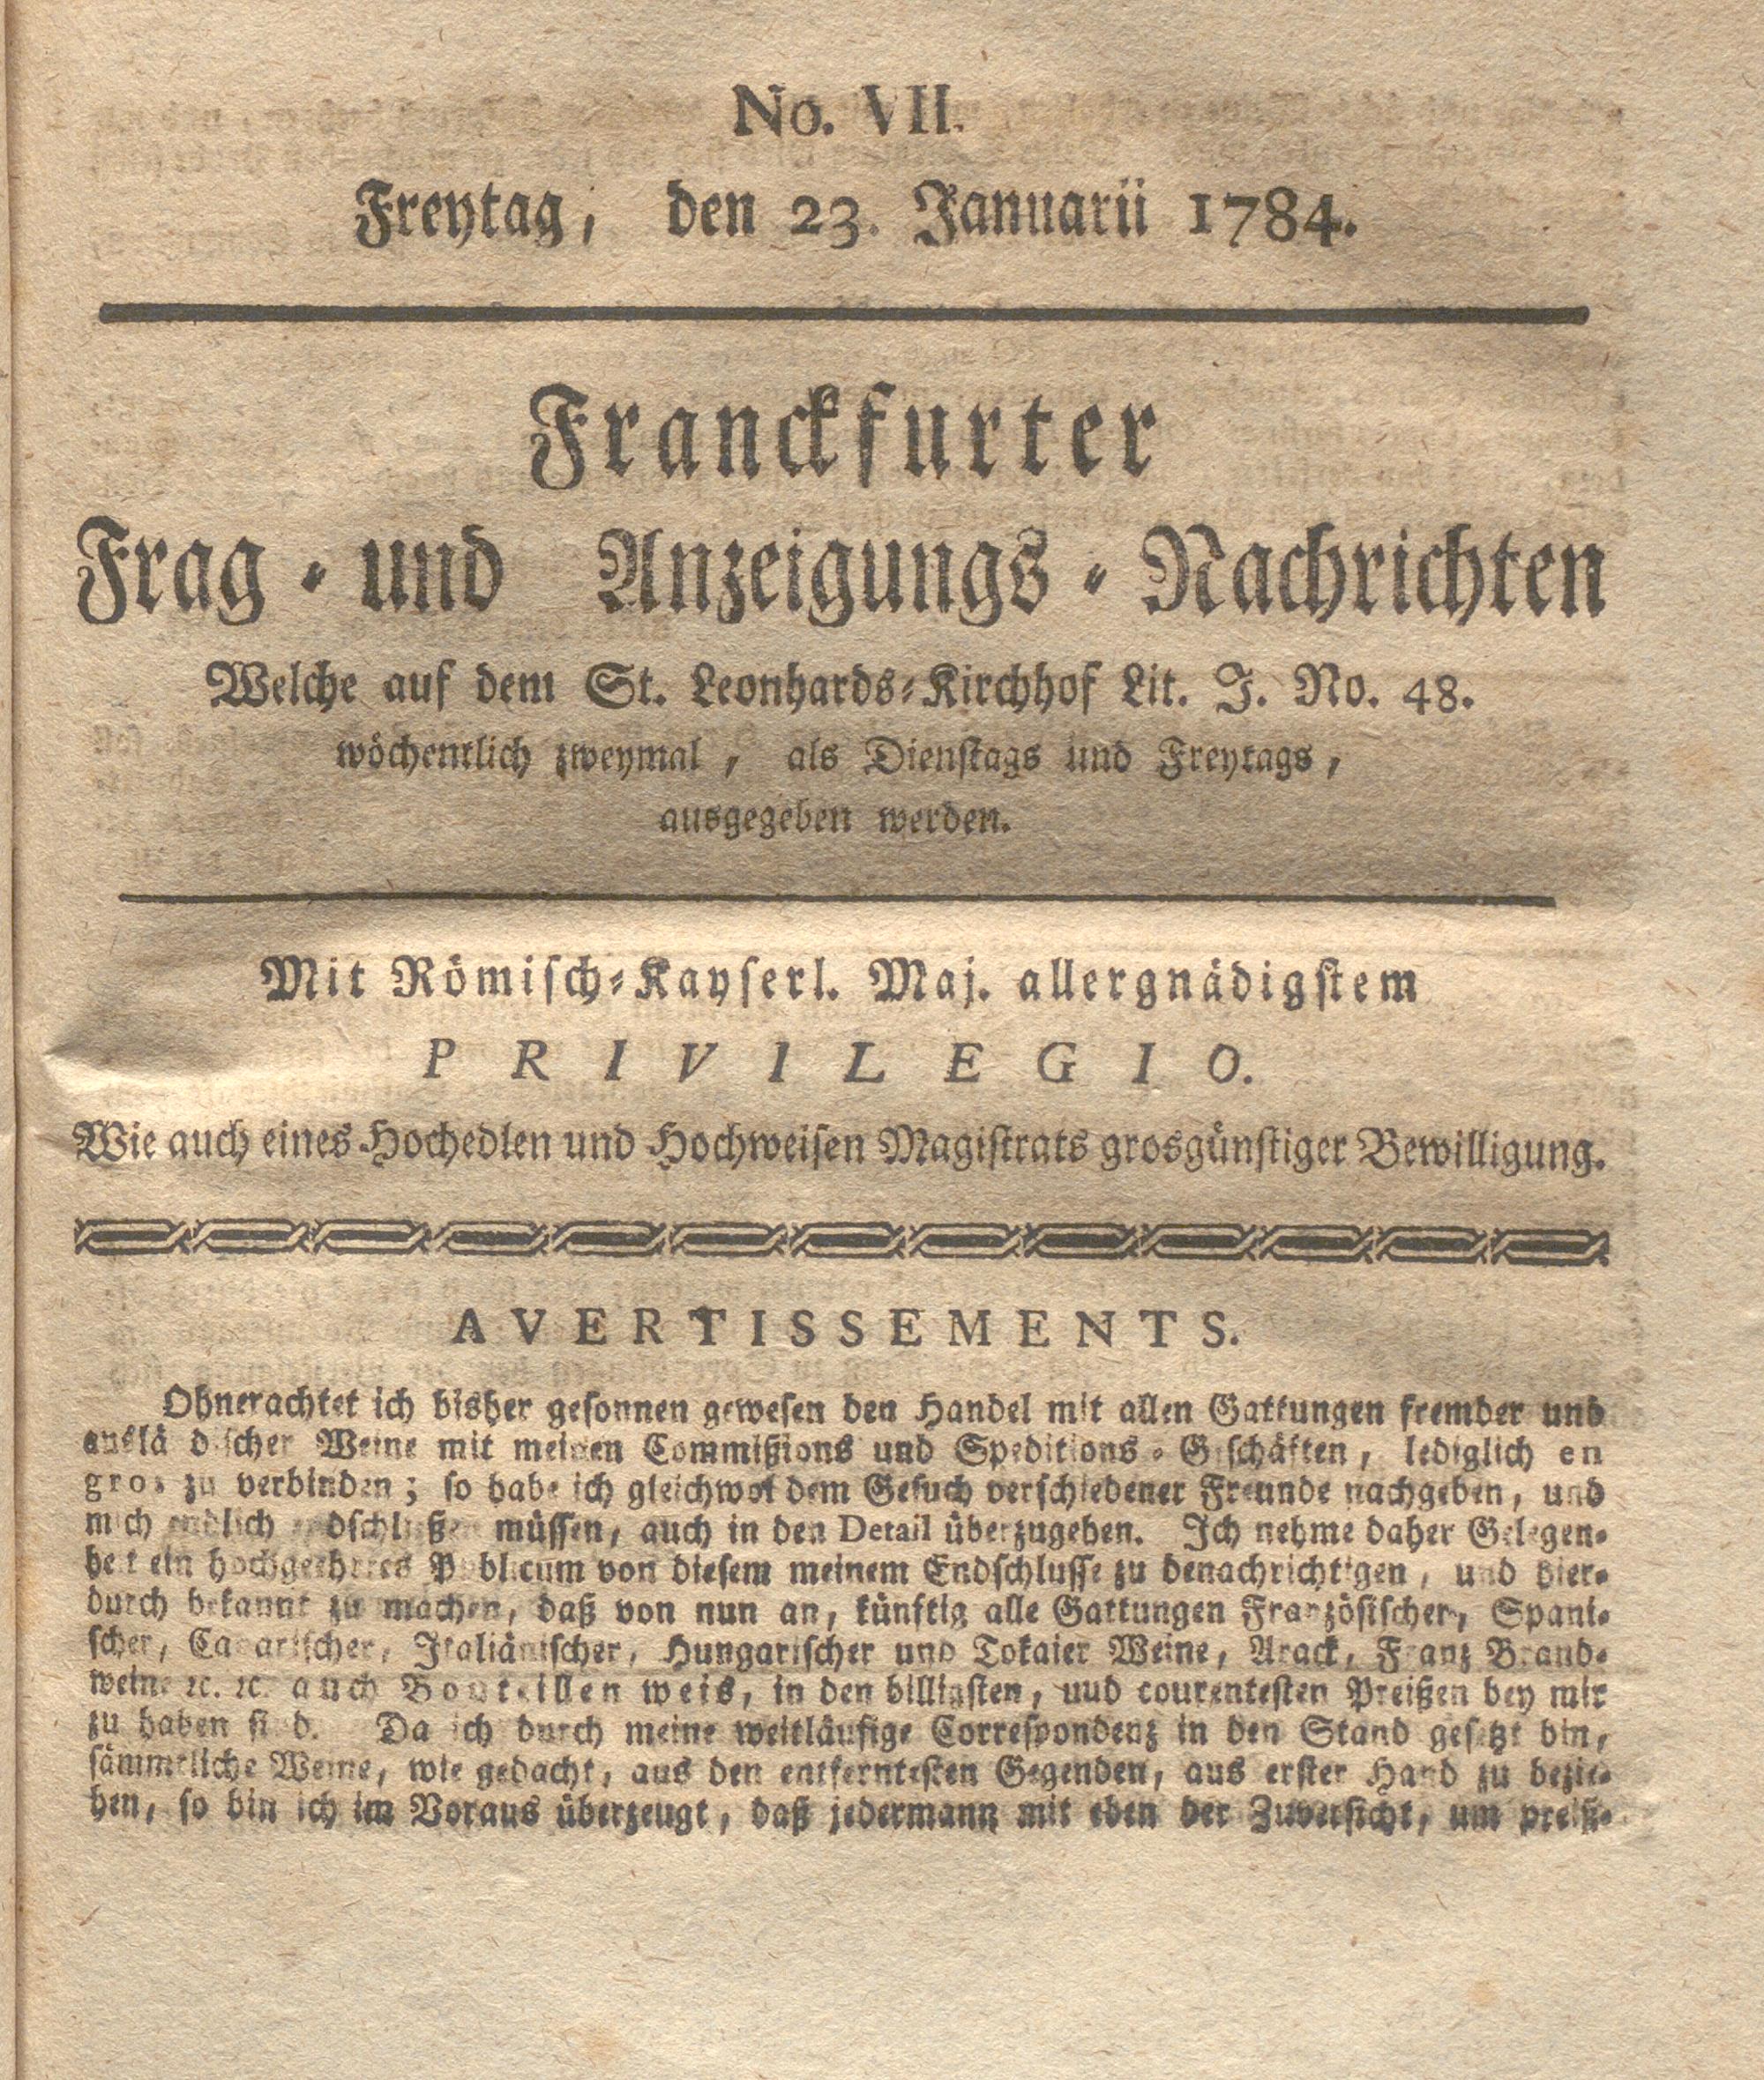 No. VII.
Freytag, den 23. Januarii 1784.
Franckfurter
Frag - und Anzeigungs - Nachrichten
Welche auf dem St. Leonhards-Kirchhof Lit. J. No. 48.
wöchentlich zweymal, als Dienstags und Freytags,
ausgegeben werden.
Mit Römisch-Kayserl. Maj. allergnädigstem
PRIVILEGIO.
Wie auch eines Hochedlen und Hochweisen Magistrats grosgünstiger Bewilligung.
AVERTISSEMENTS.
Ohnerachtet ich bisher gesonnen gewesen den Handel mit allen Gattungen fremder und
ausländischer Weine mit meinen Commißions und Speditions - Geschäften, lediglich en
gros zu verbinden; so habe ich gleichwol dem Gesuch verschiedener Freunde nachgeben, und
mich endlich endschließen müssen, auch in den Detail überzugehen. Ich nehme daher Gelegen-
heit ein hochgeehrtes Publicum von diesem meinem Endschlusse zu benachrichtigen, und hier-
durch bekannt zu machen, daß von nun an, künftig alle Gattungen Französischer, Spani-
scher, Canarischer, Italiänischer, Hungarischer und Tokaier Weine, Arack, Franz Brand-
weine ꝛc. ꝛc. auch Bouteillen weis, in den billigsten, uud courentesten Preißen bey mir
zu haben sind. Da ich durch meine weitläufige Correspondenz in den Stand gesetzt bin,
sämmtliche Weine, wie gedacht, aus den entferntesten Gegenden, aus erster Hand zu bezie-
hen, so bin ich im Voraus überzeugt, daß jedermann mit eben der Zuversicht, um preiß-